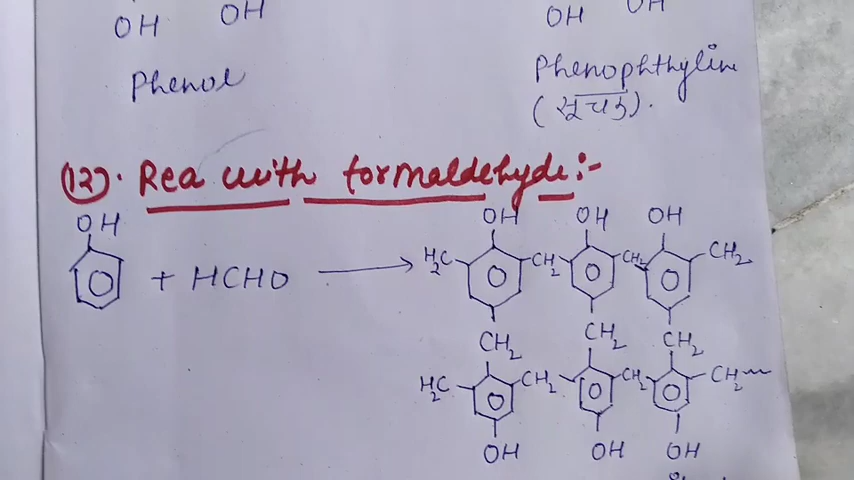 OH OH OH OH
Phenol Phenophthyline
(सूचक).
(12). Rea with formaldehyde:-
OH OH OH OH
H₂C CH₂ CH₂ CH₂
+ HCHO ⟶
CH₂ CH₂ CH₂
H₂C CH₂ CH₂ CH₂
OH OH OH